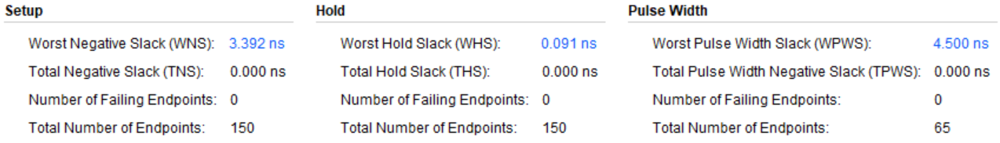 Setup
Worst Negative Slack (WNS): 3.392 ns
Total Negative Slack (TNS): 0.000 ns
Number of Failing Endpoints: 0
Total Number of Endpoints: 150
Hold
Worst Hold Slack (WHS): 0.091 ns
Total Hold Slack (THS): 0.000 ns
Number of Failing Endpoints: 0
Total Number of Endpoints: 150
Pulse Width
Worst Pulse Width Slack (WPWS): 4.500 ns
Total Pulse Width Negative Slack (TPWS): 0.000 ns
Number of Failing Endpoints: 0
Total Number of Endpoints: 65